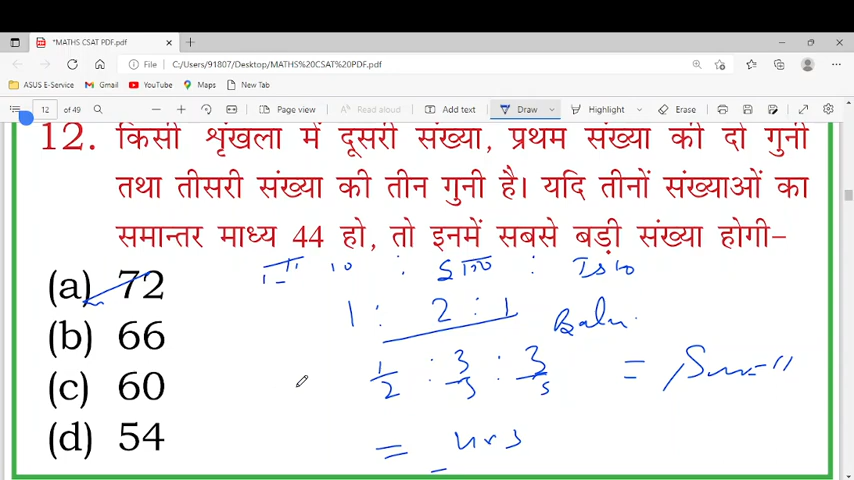 *MATHS CSAT PDF.pdf
File C:/Users/91807/Desktop/MATHS%20CSAT%20PDF.pdf
ASUS E-Service Gmail YouTube Maps New Tab
12 of 49 Page view Read aloud Add text Draw Highlight Erase
12. किसी शृंखला में दूसरी संख्या, प्रथम संख्या की दो गुनी
तथा तीसरी संख्या की तीन गुनी है। यदि तीनों संख्याओं का
समान्तर माध्य 44 हो, तो इनमें सबसे बड़ी संख्या होगी-
(a) 72
1 : 2 : 1
(b) 66
(c) 60
(d) 54